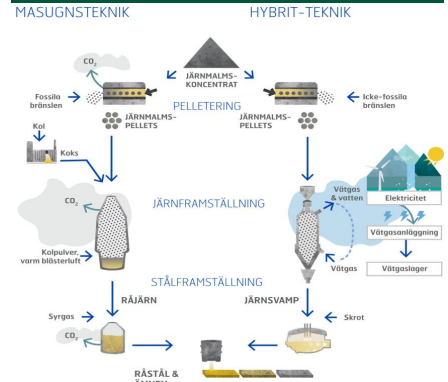 MASUGNSTEKNIK
HYBRIT-TEKNIK
CO₂
JÄRNMALMS-
KONCENTRAT
Fossila
bränslen
PELLETERING
Icke-fossila
bränslen
JÄRNMALMS-
PELLETS
JÄRNMALMS-
PELLETS
Kol
Koks
CO₂
JÄRNFRAMSTÄLLNING
Vätgas
& vatten
Elektricitet
Vätgasanläggning
Kolpulver,
varm blästerluft
Vätgas
Vätgaslager
STÅLFRAMSTÄLLNING
RÅJÄRN
JÄRNSVAMP
Syrgas
Skrot
CO₂
RÅSTÅL &